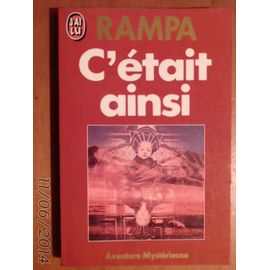 J'AI
LU
RAMPA
C'était
ainsi
Aventure Mystérieuse
11/06/2014